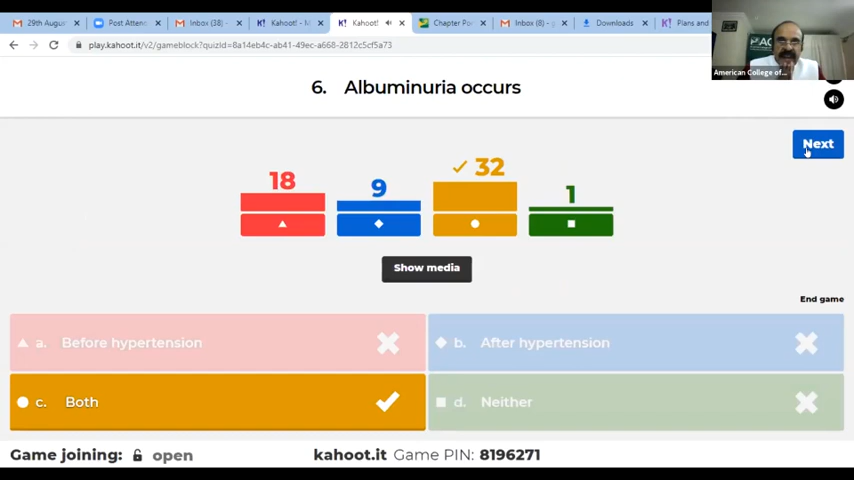 29th Augus
Post Attend
Inbox (38) -
Kahoot! - M
Kahoot!
Chapter Po
Inbox (8) - g
Downloads
Plans and
play.kahoot.it/v2/gameblock?quizId=8a14eb4c-ab41-49ec-a668-2812c5cf5a73
American College of...
6. Albuminuria occurs
Next
18
9
32
1
Show media
End game
a. Before hypertension
b. After hypertension
c. Both
d. Neither
Game joining: open
kahoot.it Game PIN: 8196271